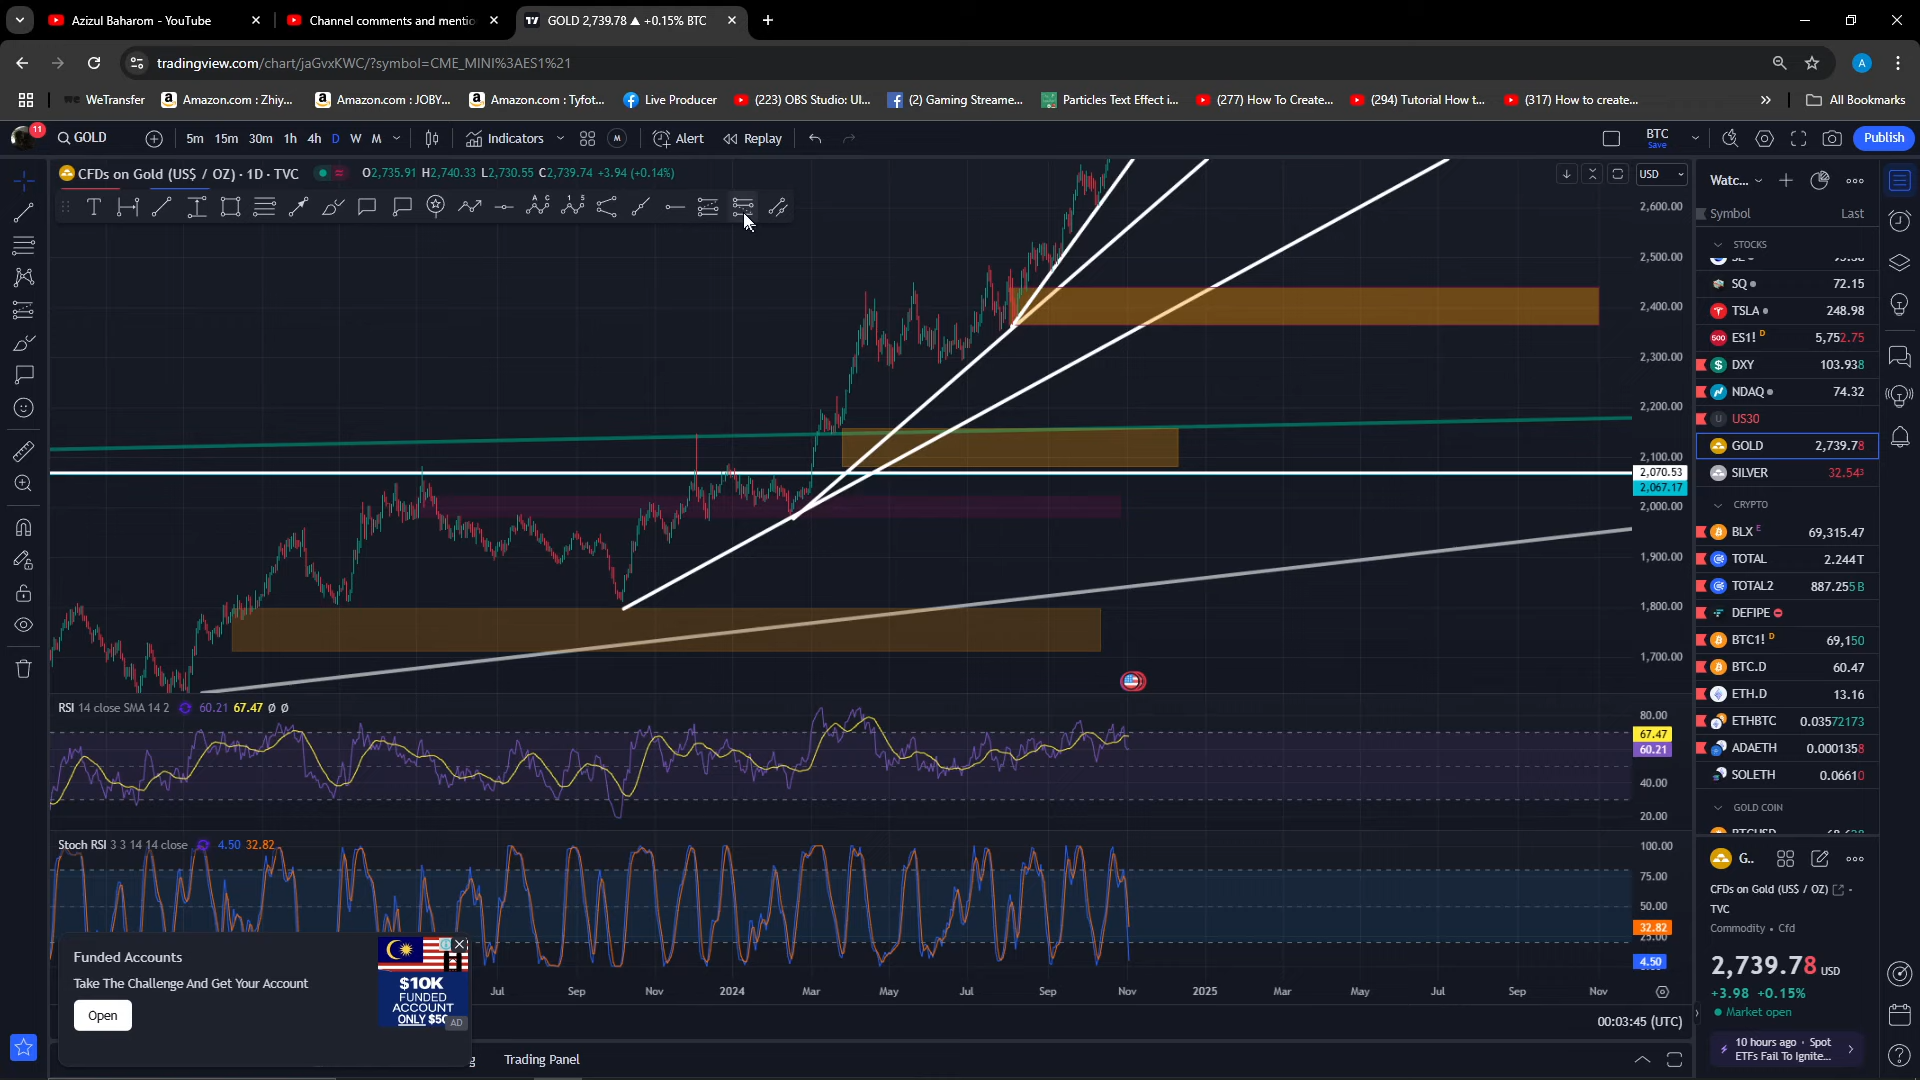 Azizul Baharom - YouTube
Channel comments and mentio
GOLD 2,739.78 ▲ +0.15% BTC
tradingview.com/chart/jaGvxKWC/?symbol=CME_MINI%3AES1%21
A
WeTransfer
Amazon.com : Zhiy...
Amazon.com : JOBY...
Amazon.com : Tyfot...
Live Producer
(223) OBS Studio: Ul...
(2) Gaming Streame...
Particles Text Effect i...
(277) How To Create...
(294) Tutorial How t...
(317) How to create...
All Bookmarks
11
GOLD
5m 15m 30m 1h 4h D W M
Indicators
M
Alert
Replay
BTC
Save
Publish
CFDs on Gold (US$ / OZ) · 1D · TVC
O2,735.91 H2,740.33 L2,730.55 C2,739.74 +3.94 (+0.14%)
USD
2,600.00
2,500.00
2,400.00
2,300.00
2,200.00
2,100.00
2,070.53
2,067.17
2,000.00
1,900.00
1,800.00
1,700.00
RSI 14 close SMA 14 2 60.21 67.47 Ø Ø
80.00
67.47
60.21
40.00
20.00
Stoch RSI 3 3 14 14 close 4.50 32.82
100.00
75.00
50.00
32.82
25.00
4.50
Jul Sep Nov 2024 Mar May Jul Sep Nov 2025 Mar May Jul Sep Nov
00:03:45 (UTC)
Funded Accounts
Take The Challenge And Get Your Account
Open
$10K
FUNDED
ACCOUNT
AD
Trading Panel
Watc...
Symbol Last
STOCKS
SQ 72.15
TSLA 248.98
500 ES1! D 5,752.75
DXY 103.938
NDAQ 74.32
US30
GOLD 2,739.78
SILVER 32.543
CRYPTO
BLX E 69,315.47
TOTAL 2.244T
TOTAL2 887.255B
DEFIPE
BTC1! D 69,150
BTC.D 60.47
ETH.D 13.16
ETHBTC 0.03572173
ADAETH 0.0001358
SOLETH 0.06610
GOLD COIN
G..
CFDs on Gold (US$ / OZ)
TVC
Commodity • Cfd
2,739.78 USD
+3.98 +0.15%
Market open
10 hours ago · Spot
ETFs Fail To Ignite...